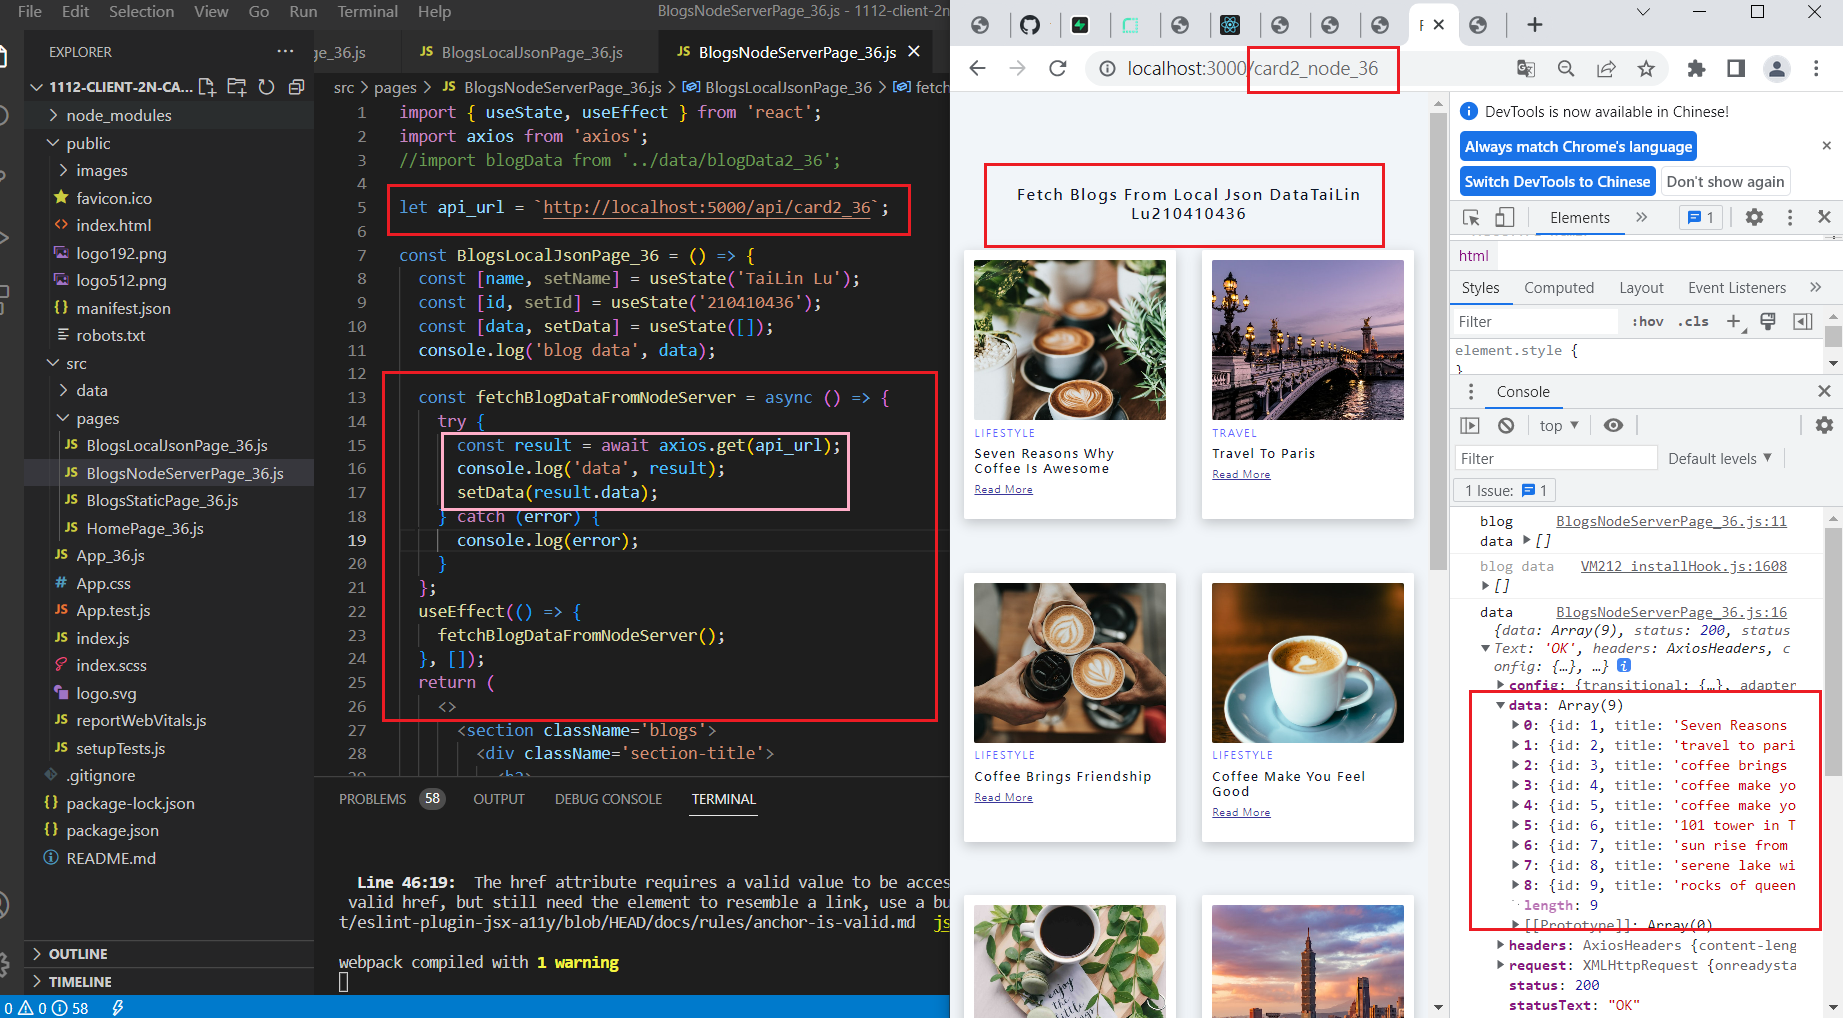 File Edit Selection View Go Run Terminal Help
BlogsNodeServerPage_36.js - 1112-client-2n
EXPLORER
1112-CLIENT-2N-CA...
node_modules
public
images
favicon.ico
index.html
logo192.png
logo512.png
manifest.json
robots.txt
src
data
pages
BlogsLocalJsonPage_36.js
BlogsNodeServerPage_36.js
BlogsStaticPage_36.js
HomePage_36.js
App_36.js
App.css
App.test.js
index.js
index.scss
logo.svg
reportWebVitals.js
setupTests.js
.gitignore
package-lock.json
package.json
README.md
OUTLINE
TIMELINE
0 0 58
ge_36.js JS BlogsLocalJsonPage_36.js JS BlogsNodeServerPage_36.js
src > pages > JS BlogsNodeServerPage_36.js > BlogsLocalJsonPage_36 > fetch
1 import { useState, useEffect } from 'react';
2 import axios from 'axios';
3 //import blogData from '../data/blogData2_36';
4
5 let api_url = `http://localhost:5000/api/card2_36`;
6
7 const BlogsLocalJsonPage_36 = () => {
8 const [name, setName] = useState('TaiLin Lu');
9 const [id, setId] = useState('210410436');
10 const [data, setData] = useState([]);
11 console.log('blog data', data);
12
13 const fetchBlogDataFromNodeServer = async () => {
14 try {
15 const result = await axios.get(api_url);
16 console.log('data', result);
17 setData(result.data);
18 } catch (error) {
19 console.log(error);
20 }
21 };
22 useEffect(() => {
23 fetchBlogDataFromNodeServer();
24 }, []);
25 return (
26 <>
27 <section className='blogs'>
28 <div className='section-title'>
29 <h2>
PROBLEMS 58 OUTPUT DEBUG CONSOLE TERMINAL
Line 46:19: The href attribute requires a valid value to be acces
valid href, but still need the element to resemble a link, use a bu
t/eslint-plugin-jsx-a11y/blob/HEAD/docs/rules/anchor-is-valid.md js
webpack compiled with 1 warning
localhost:3000/card2_node_36
Fetch Blogs From Local Json DataTaiLin
Lu210410436
LIFESTYLE
Seven Reasons Why
Coffee Is Awesome
Read More
TRAVEL
Travel To Paris
Read More
LIFESTYLE
Coffee Brings Friendship
Read More
LIFESTYLE
Coffee Make You Feel
Good
Read More
enjoy
the
little
DevTools is now available in Chinese!
Always match Chrome's language
Switch DevTools to Chinese Don't show again
Elements 1
html
Styles Computed Layout Event Listeners
Filter :hov .cls
element.style {
}
Console
top
Filter Default levels
1 Issue: 1
blog BlogsNodeServerPage_36.js:11
data []
blog data VM212 installHook.js:1608
[]
data BlogsNodeServerPage_36.js:16
{data: Array(9), status: 200, status
Text: 'OK', headers: AxiosHeaders, c
onfig: {…}, …}
config: {transitional: {…}, adapter
data: Array(9)
0: {id: 1, title: 'Seven Reasons
1: {id: 2, title: 'travel to pari
2: {id: 3, title: 'coffee brings
3: {id: 4, title: 'coffee make yo
4: {id: 5, title: 'coffee make yo
5: {id: 6, title: '101 tower in T
6: {id: 7, title: 'sun rise from
7: {id: 8, title: 'serene lake wi
8: {id: 9, title: 'rocks of queen
length: 9
[[Prototype]]: Array(0)
headers: AxiosHeaders {content-leng
request: XMLHttpRequest {onreadysta
status: 200
statusText: "OK"